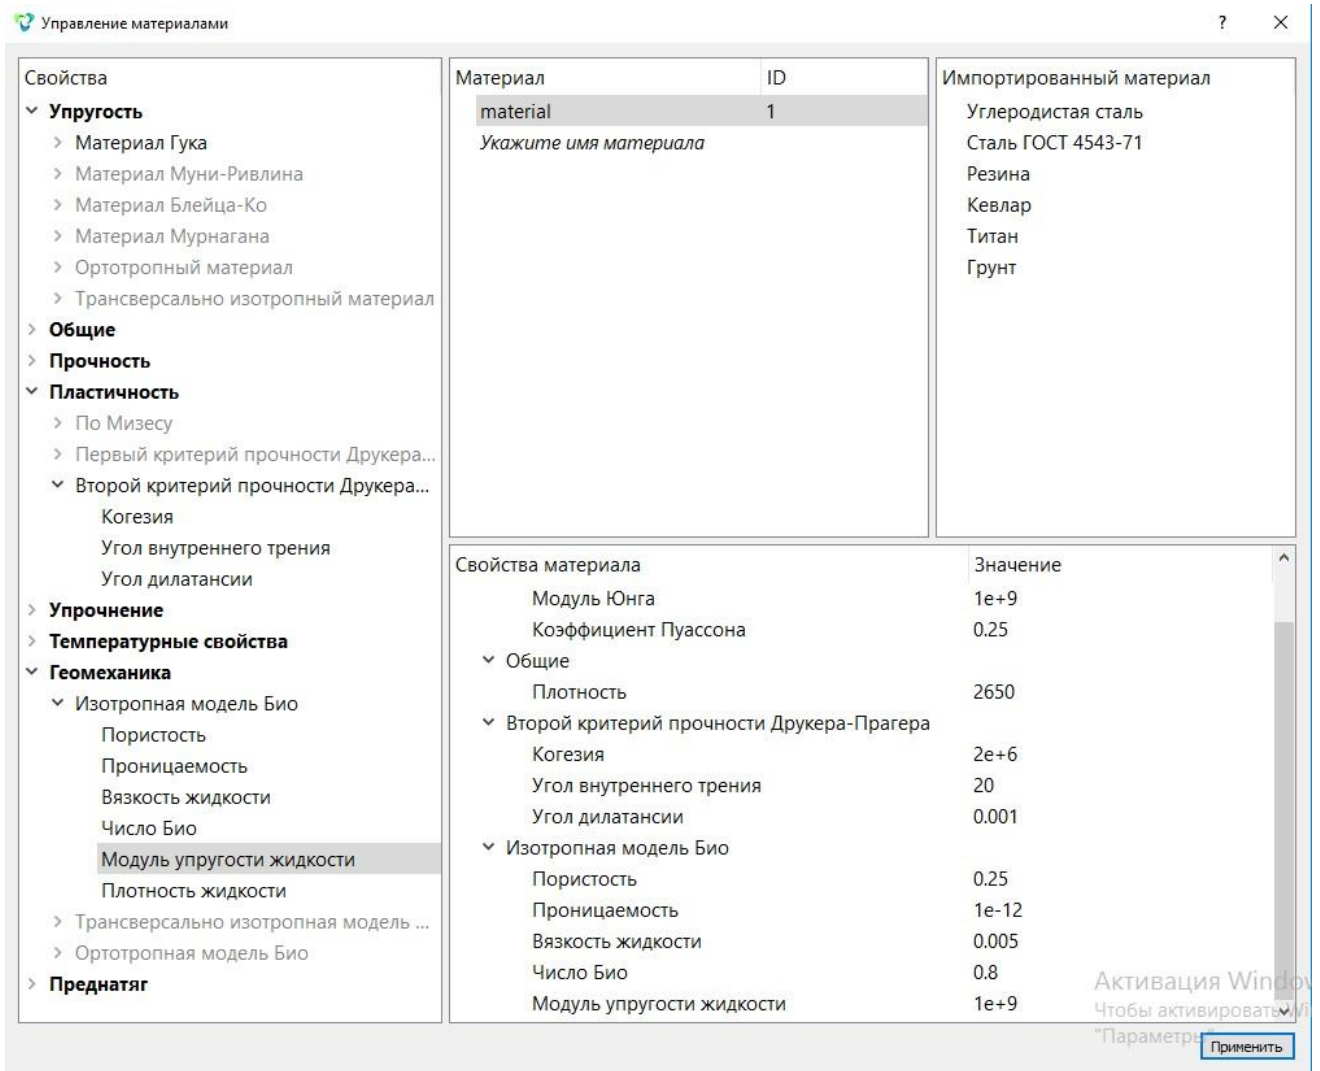 Управление материалами
?
Свойства
Упругость
Материал Гука
Материал Муни-Ривлина
Материал Блейца-Ко
Материал Мурнагана
Ортотропный материал
Трансверсально изотропный материал
Общие
Прочность
Пластичность
По Мизесу
Первый критерий прочности Друкера...
Второй критерий прочности Друкера...
Когезия
Угол внутреннего трения
Угол дилатансии
Упрочнение
Температурные свойства
Геомеханика
Изотропная модель Био
Пористость
Проницаемость
Вязкость жидкости
Число Био
Модуль упругости жидкости
Плотность жидкости
Трансверсально изотропная модель ...
Ортотропная модель Био
Преднатяг
Материал ID
material 1
Укажите имя материала
Импортированный материал
Углеродистая сталь
Сталь ГОСТ 4543-71
Резина
Кевлар
Титан
Грунт
Свойства материала Значение
Модуль Юнга 1e+9
Коэффициент Пуассона 0.25
Общие
Плотность 2650
Второй критерий прочности Друкера-Прагера
Когезия 2e+6
Угол внутреннего трения 20
Угол дилатансии 0.001
Изотропная модель Био
Пористость 0.25
Проницаемость 1e-12
Вязкость жидкости 0.005
Число Био 0.8
Модуль упругости жидкости 1e+9
Активация Window
Чтобы активировать Wi
"Параметры"
Применить